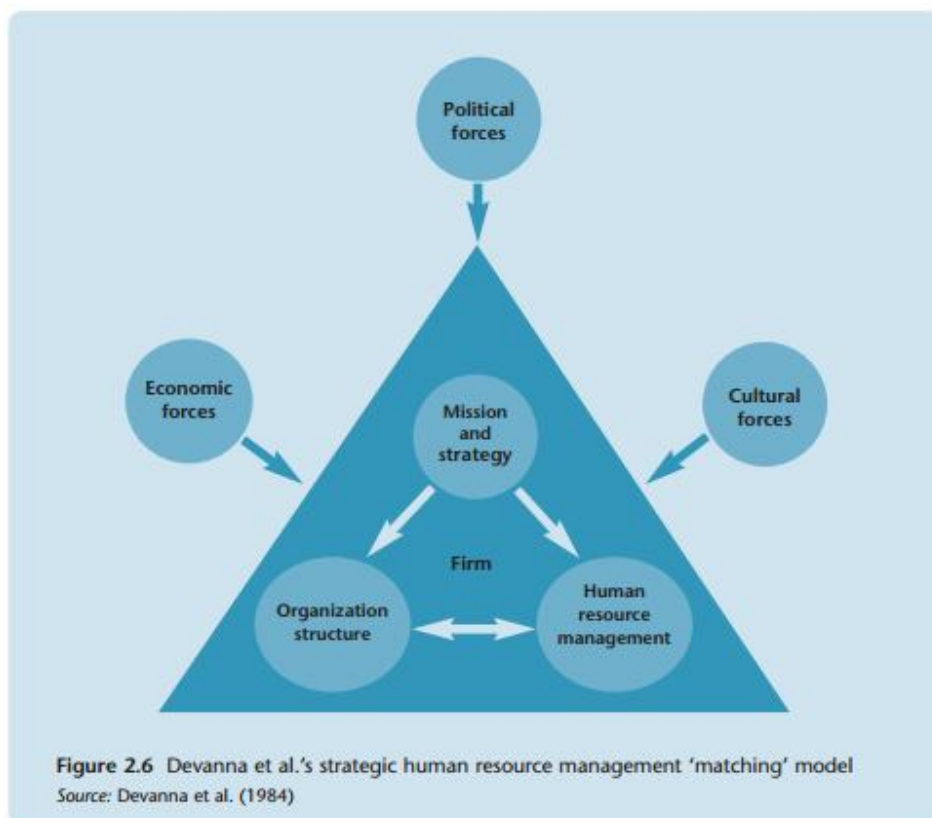 Political
forces
Economic
forces
Cultural
forces
Mission
and
strategy
Firm
Organization
structure
Human
resource
management
Figure 2.6 Devanna et al.'s strategic human resource management 'matching' model
Source: Devanna et al. (1984)